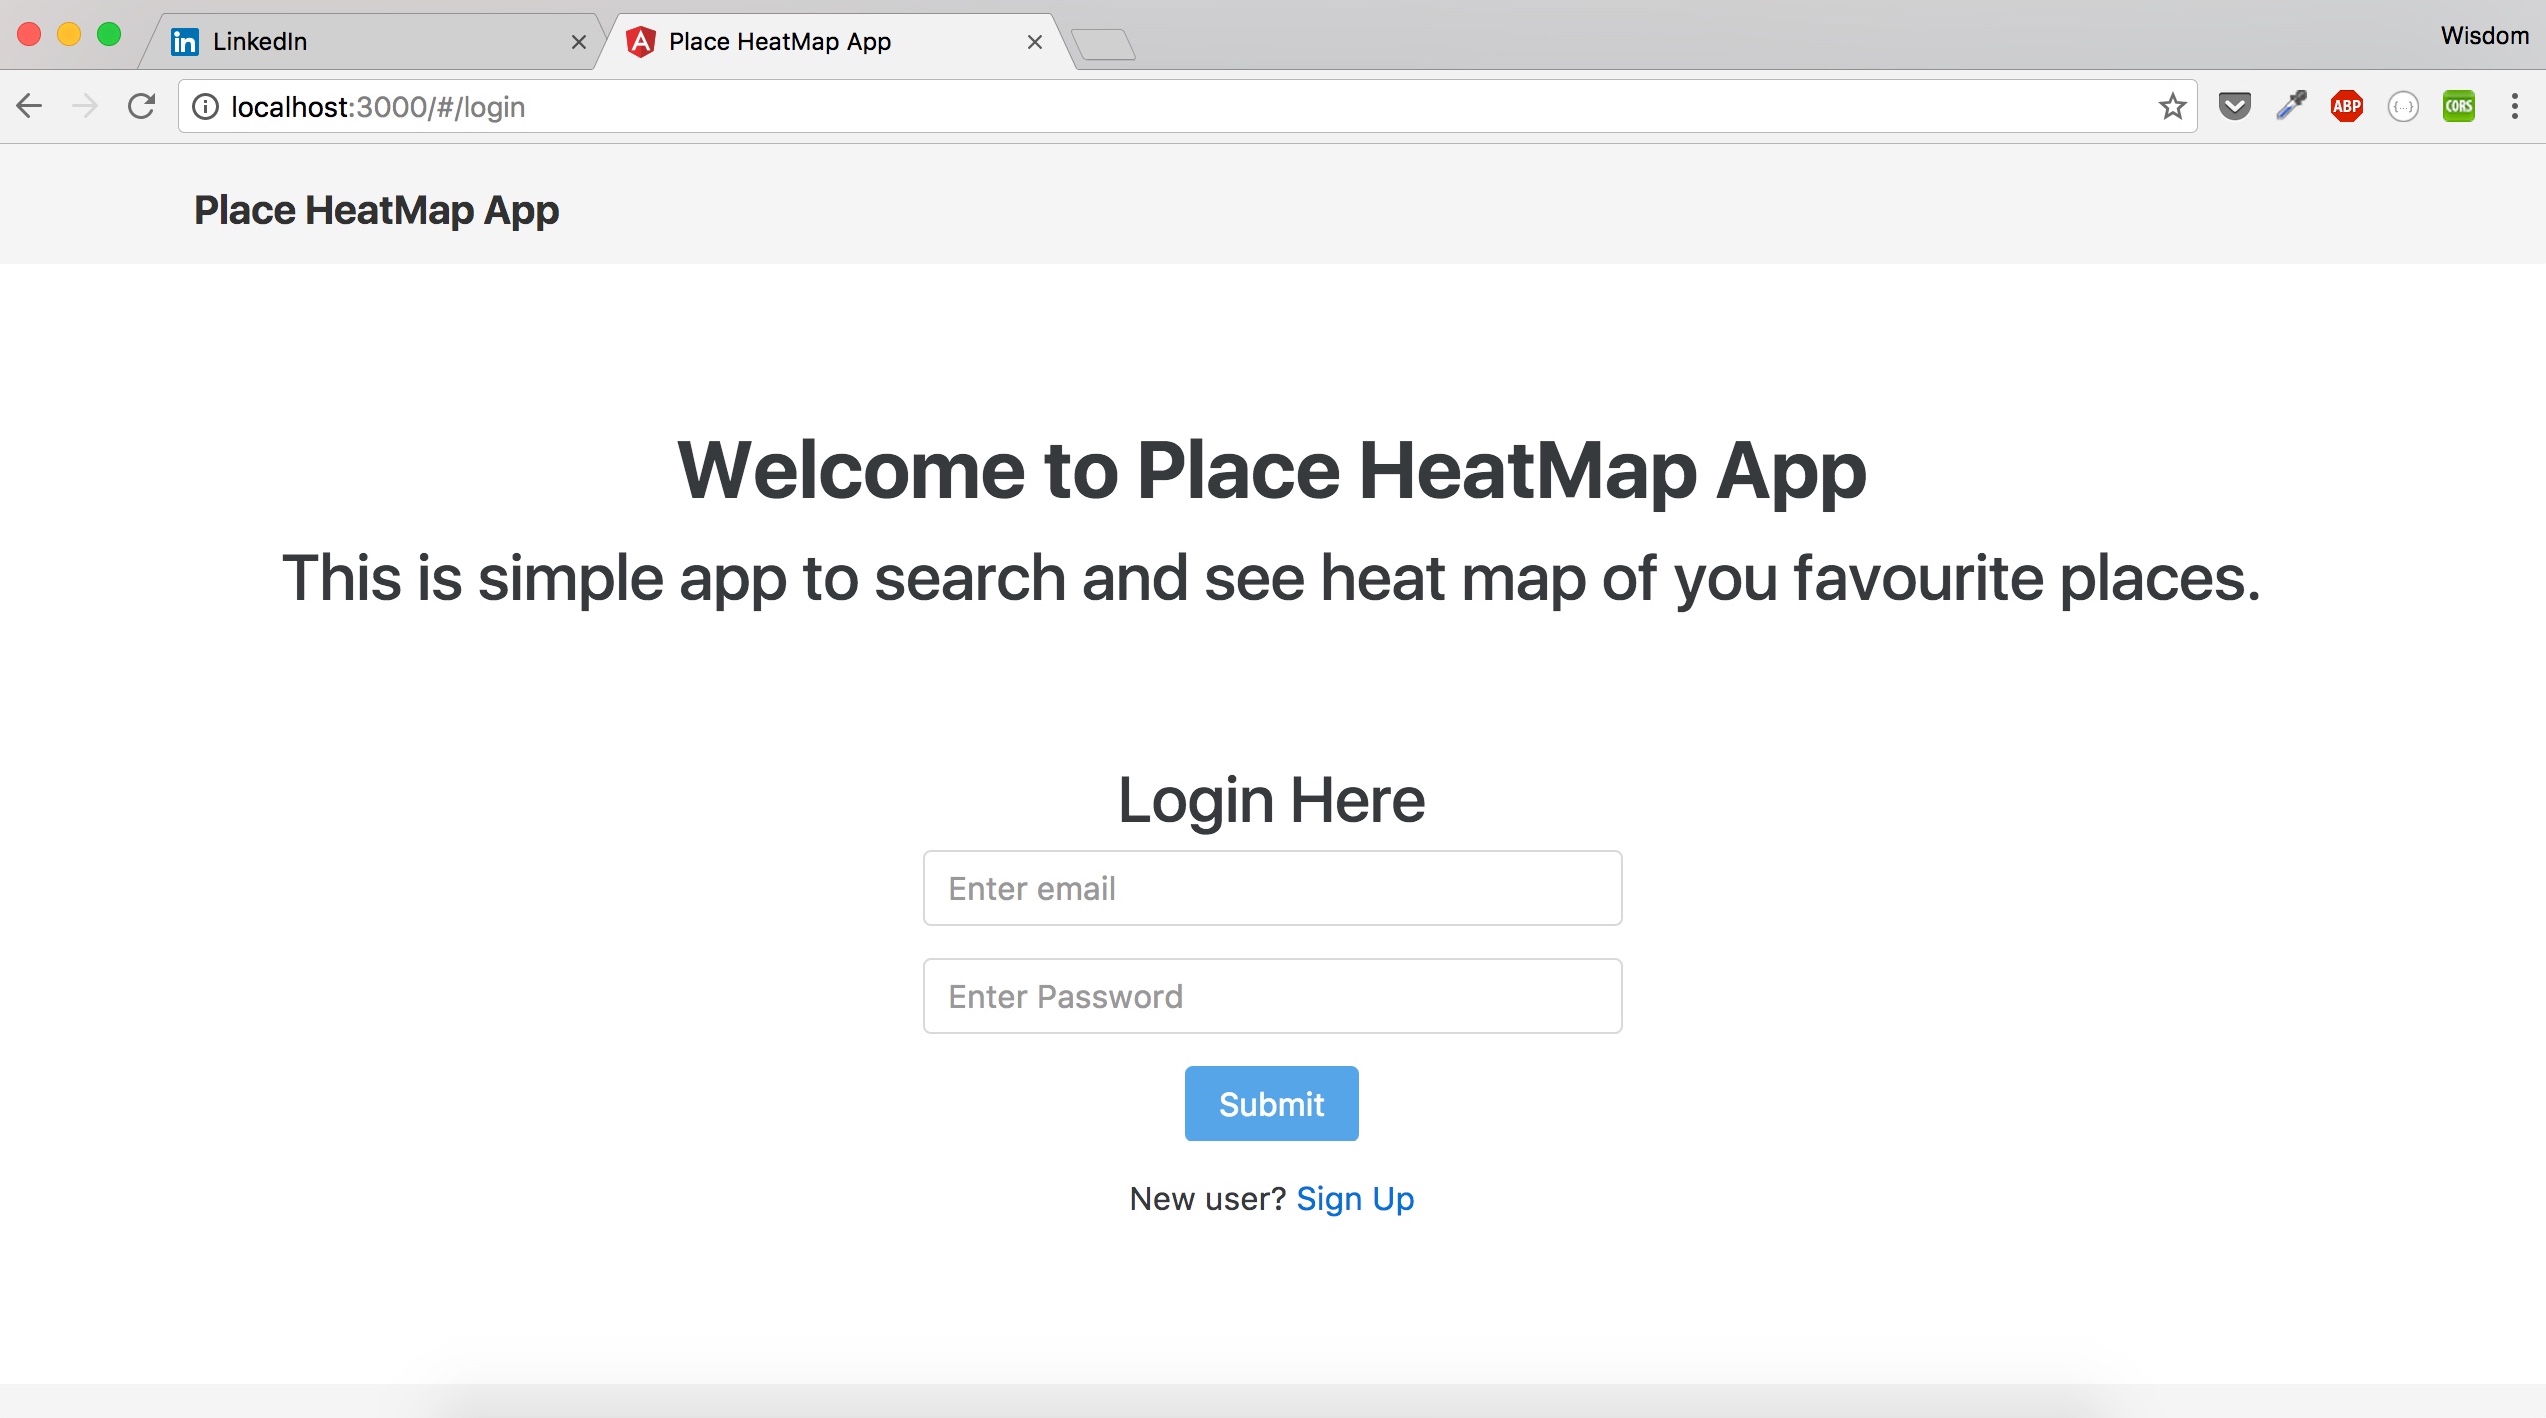 LinkedIn
Place HeatMap App
Wisdom
localhost:3000/#/login
ABP
{...}
CORS
Place HeatMap App
Welcome to Place HeatMap App
This is simple app to search and see heat map of you favourite places.
Login Here
Enter email
Enter Password
Submit
New user? Sign Up